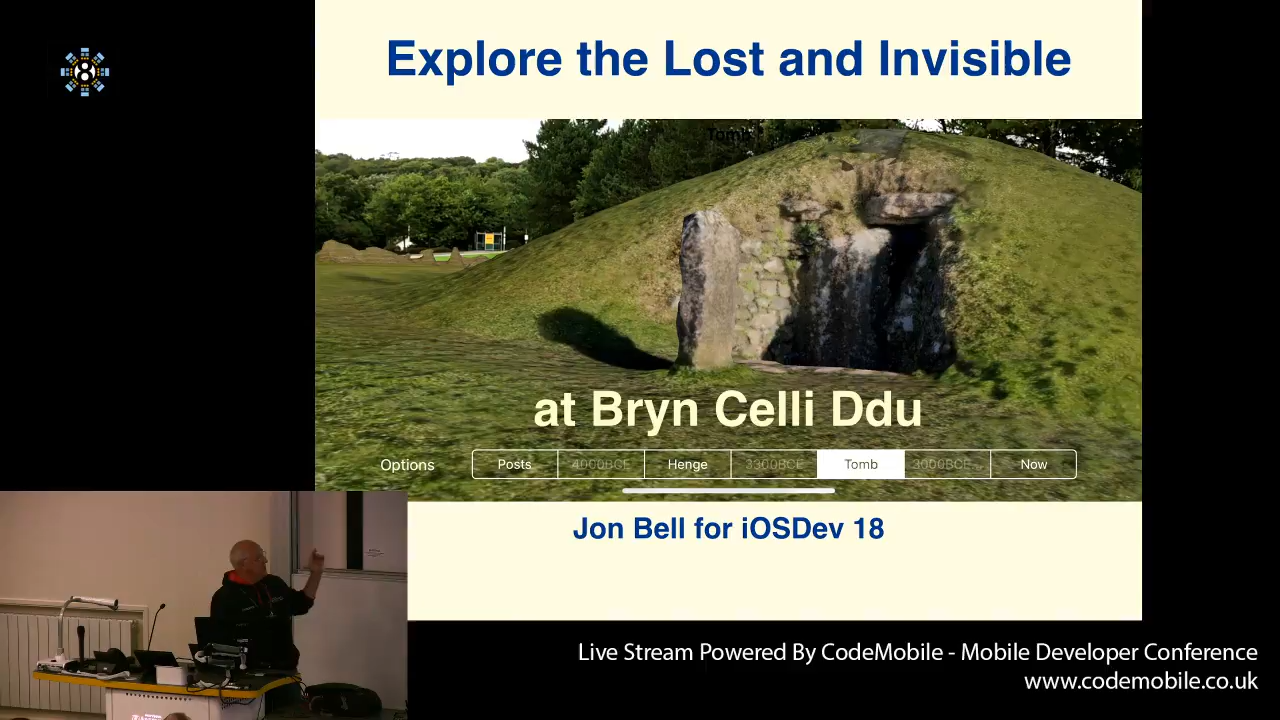 Explore the Lost and Invisible
Tomb
at Bryn Celli Ddu
Options
Posts
4000BCE
Henge
3300BCE
Tomb
3000BCE
Now
Jon Bell for iOSDev 18
Live Stream Powered By CodeMobile - Mobile Developer Conference
www.codemobile.co.uk